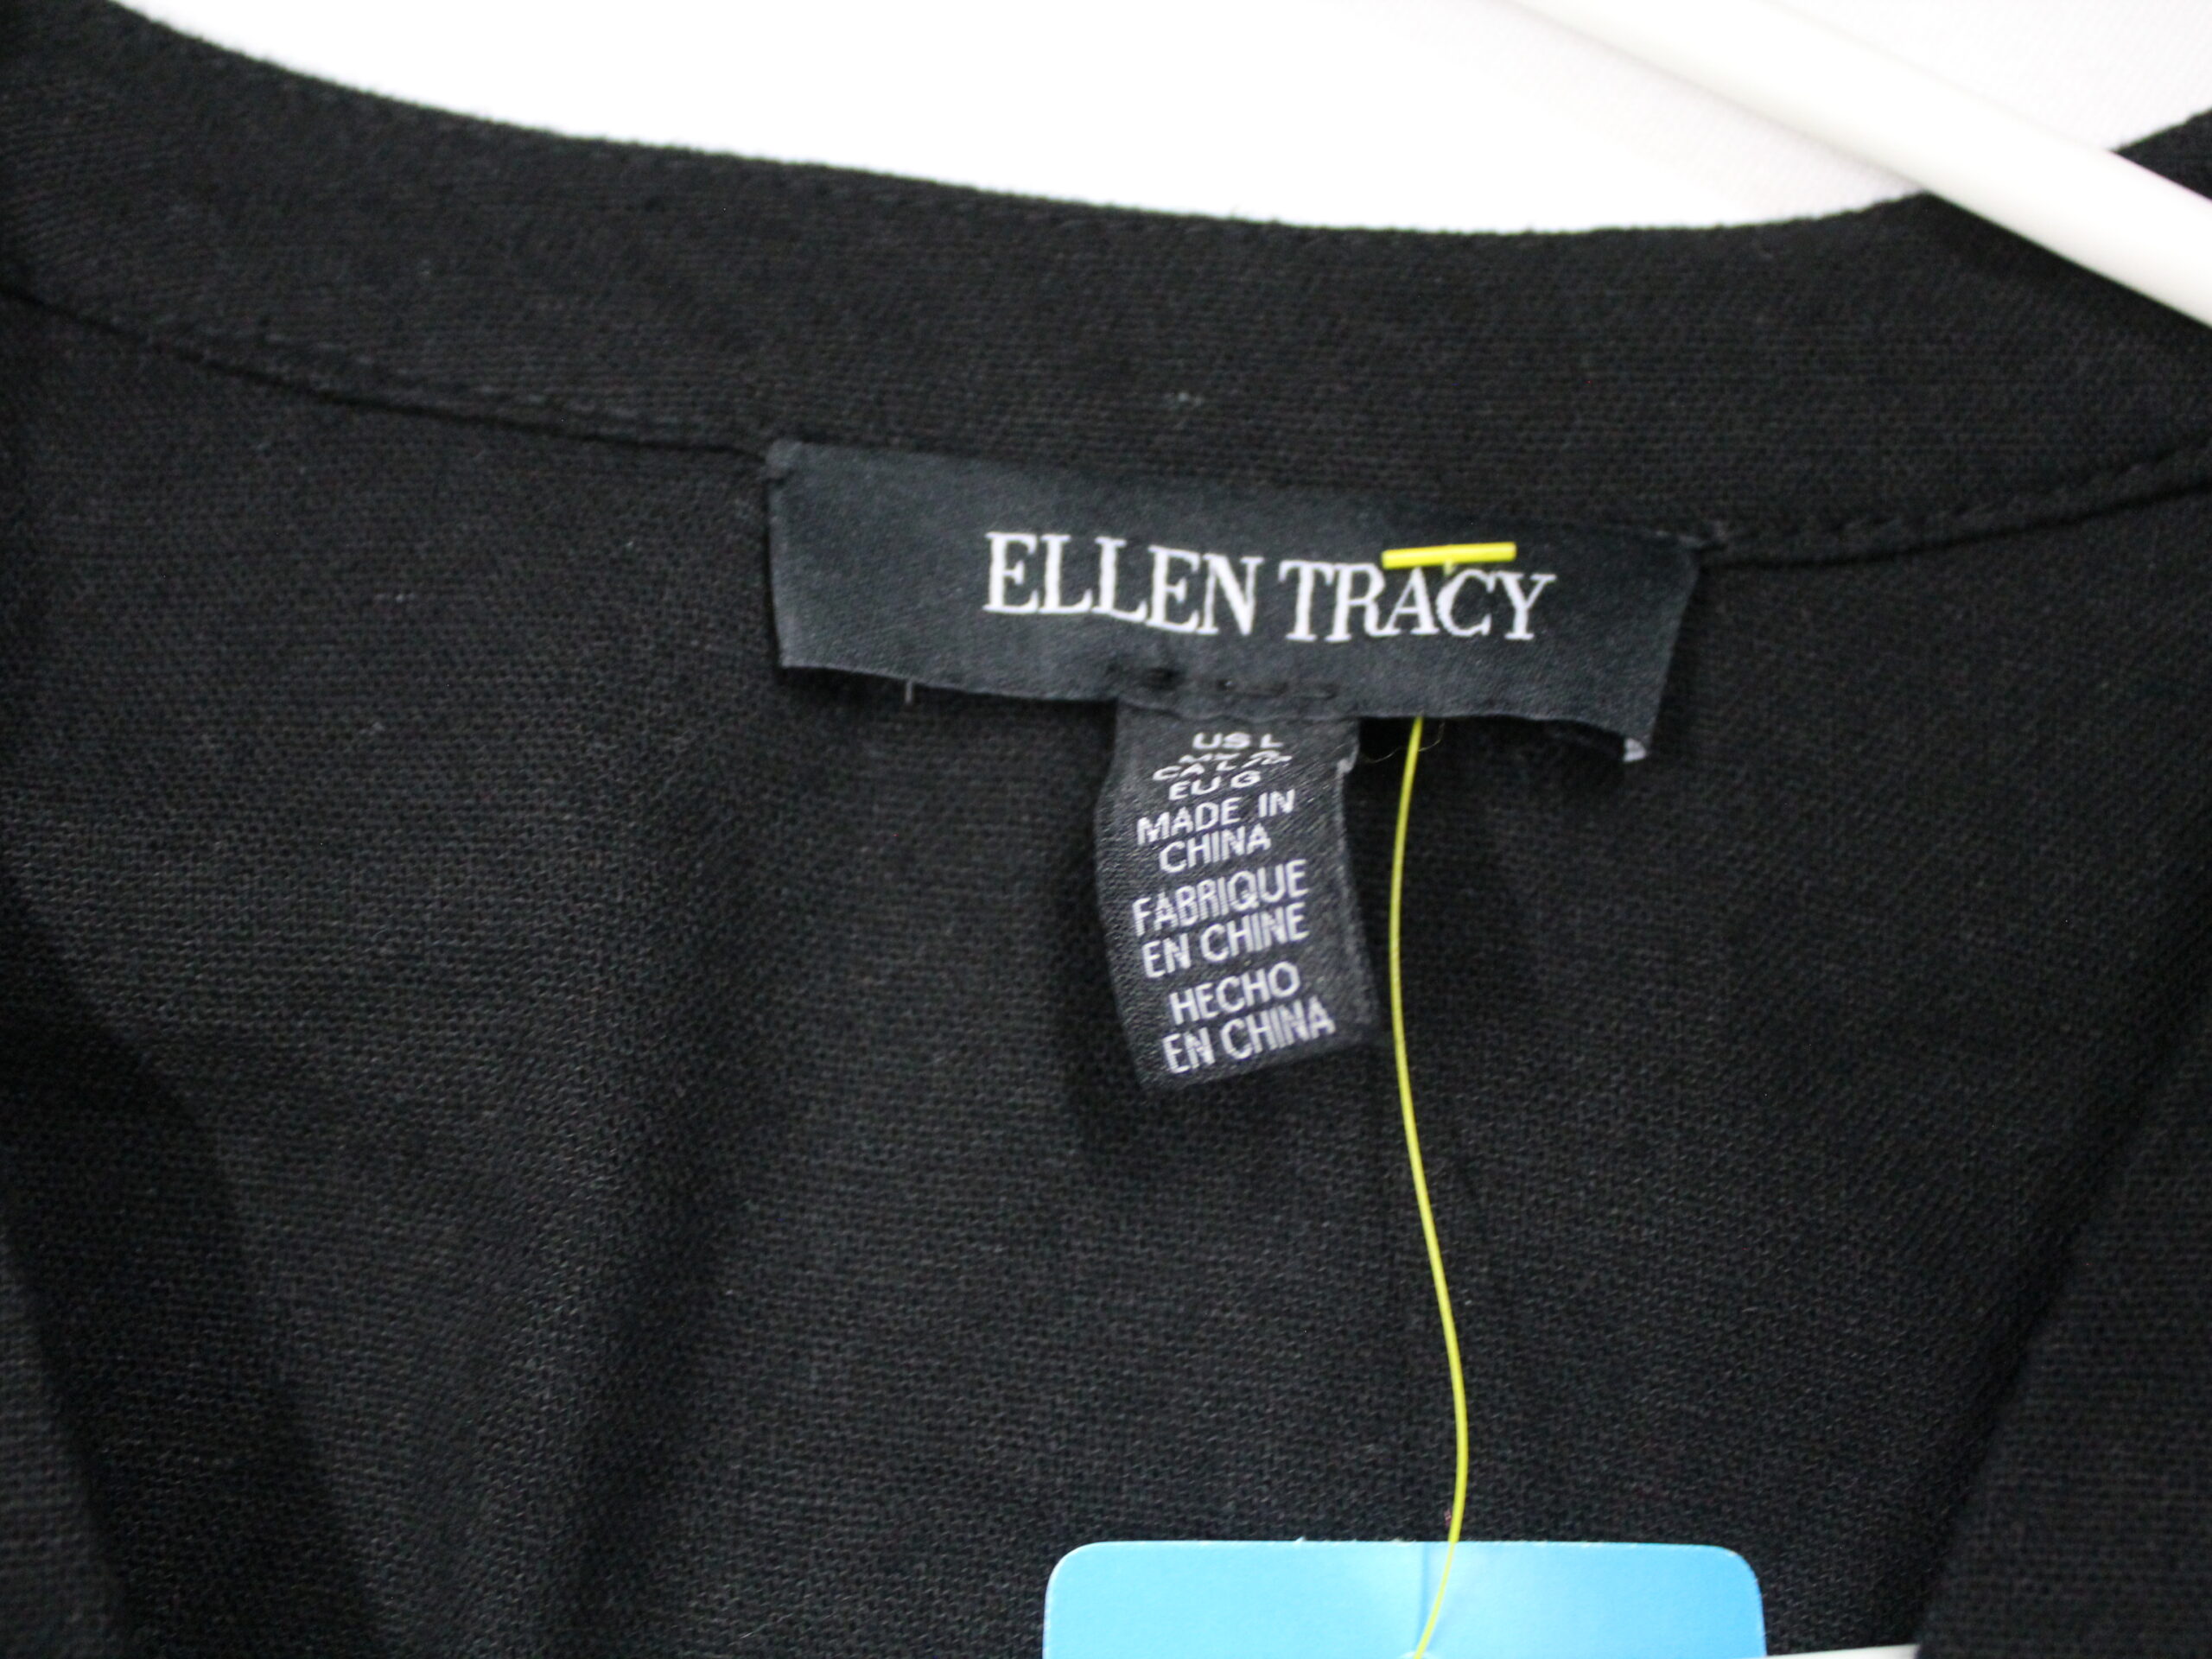 ELLEN TRACY
US L
EU G
MADE IN
CHINA
FABRIQUE
EN CHINE
HECHO
EN CHINA